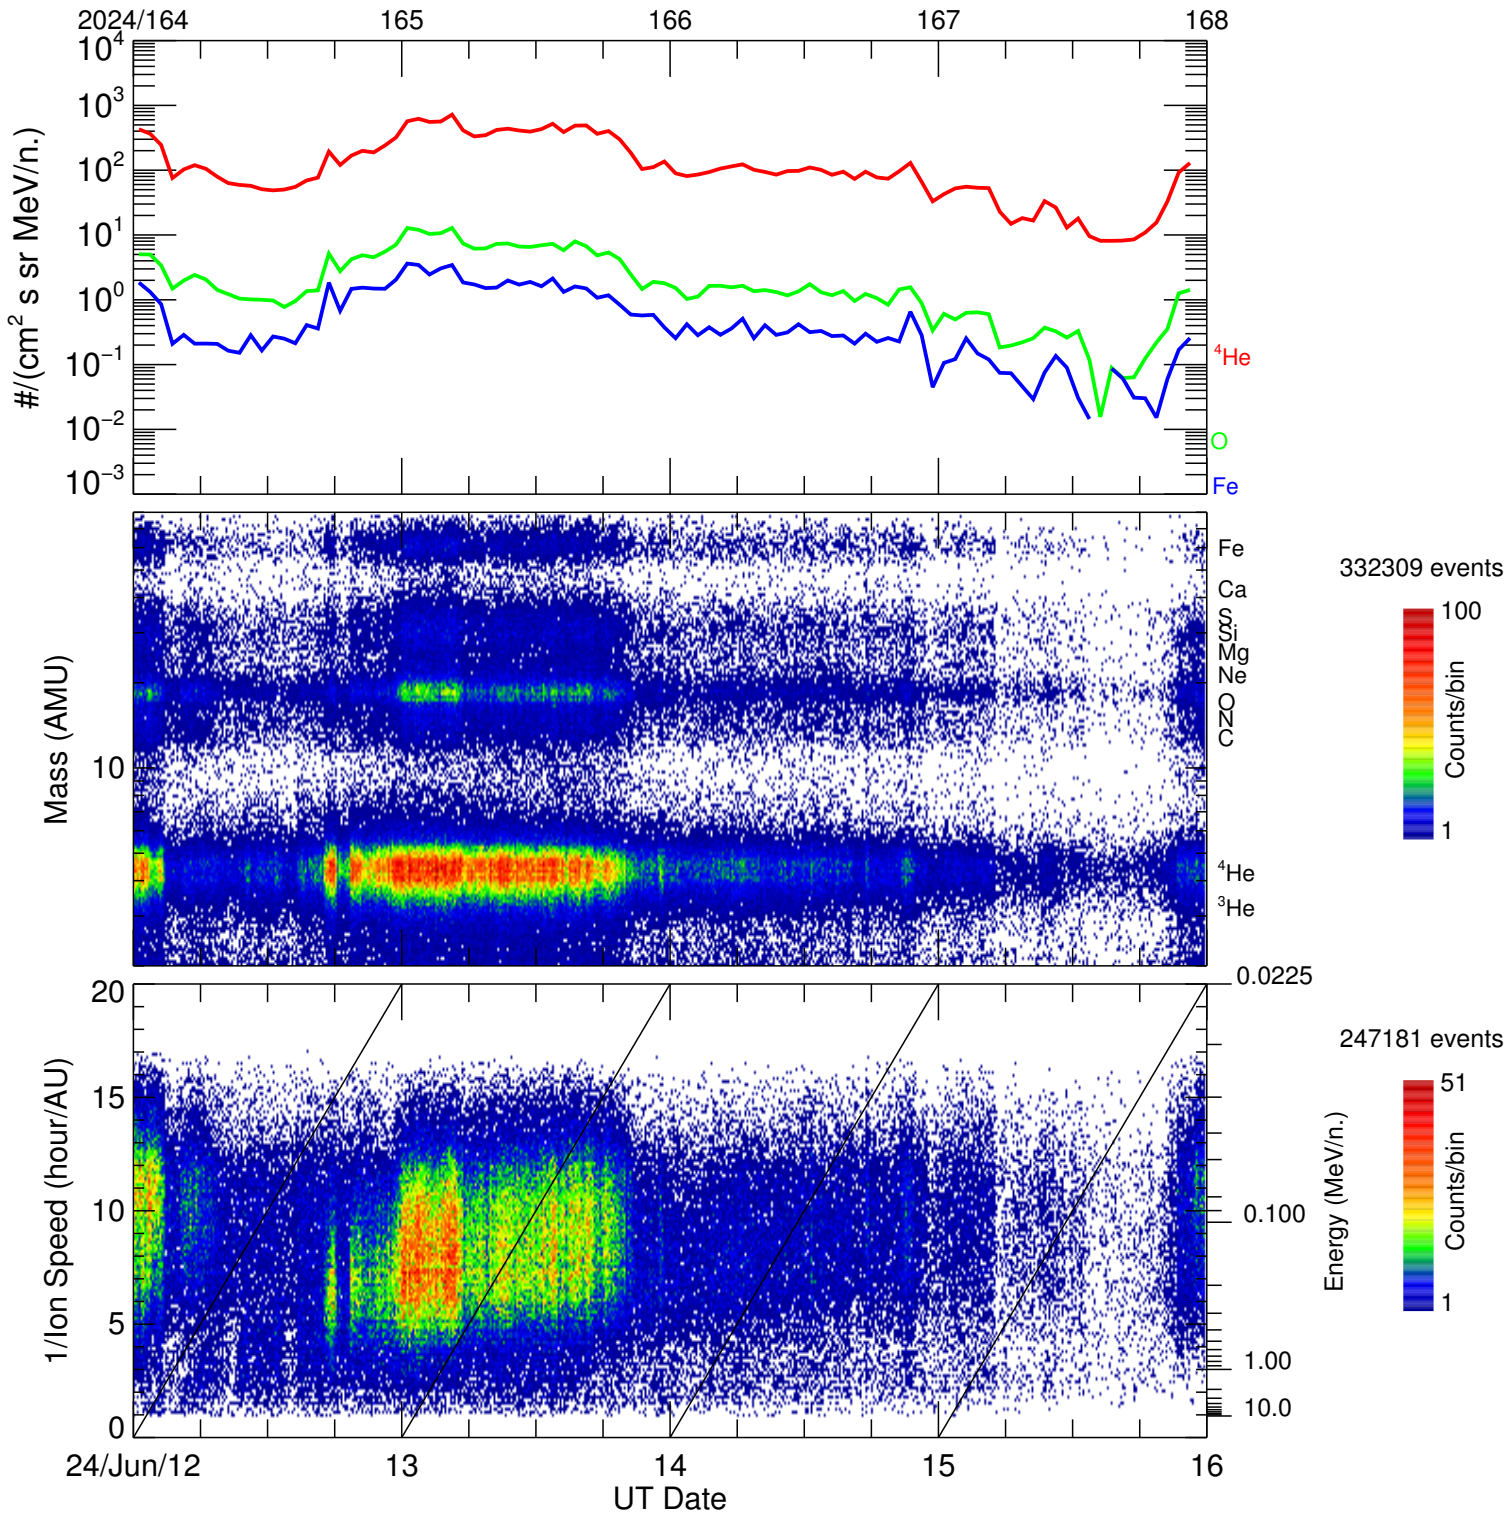 2024/164 165 166 167 168
10⁴
10³
10²
10¹
10⁰
10⁻¹
10⁻²
10⁻³
#/(cm² s sr MeV/n.)
⁴He
O
Fe
Mass (AMU)
10
Fe
Ca
S
Si
Mg
Ne
O
N
C
⁴He
³He
332309 events
100
Counts/bin
1
20
15
10
5
0
1/Ion Speed (hour/AU)
0.0225
0.100
1.00
10.0
Energy (MeV/n.)
247181 events
51
Counts/bin
1
24/Jun/12 13 14 15 16
UT Date